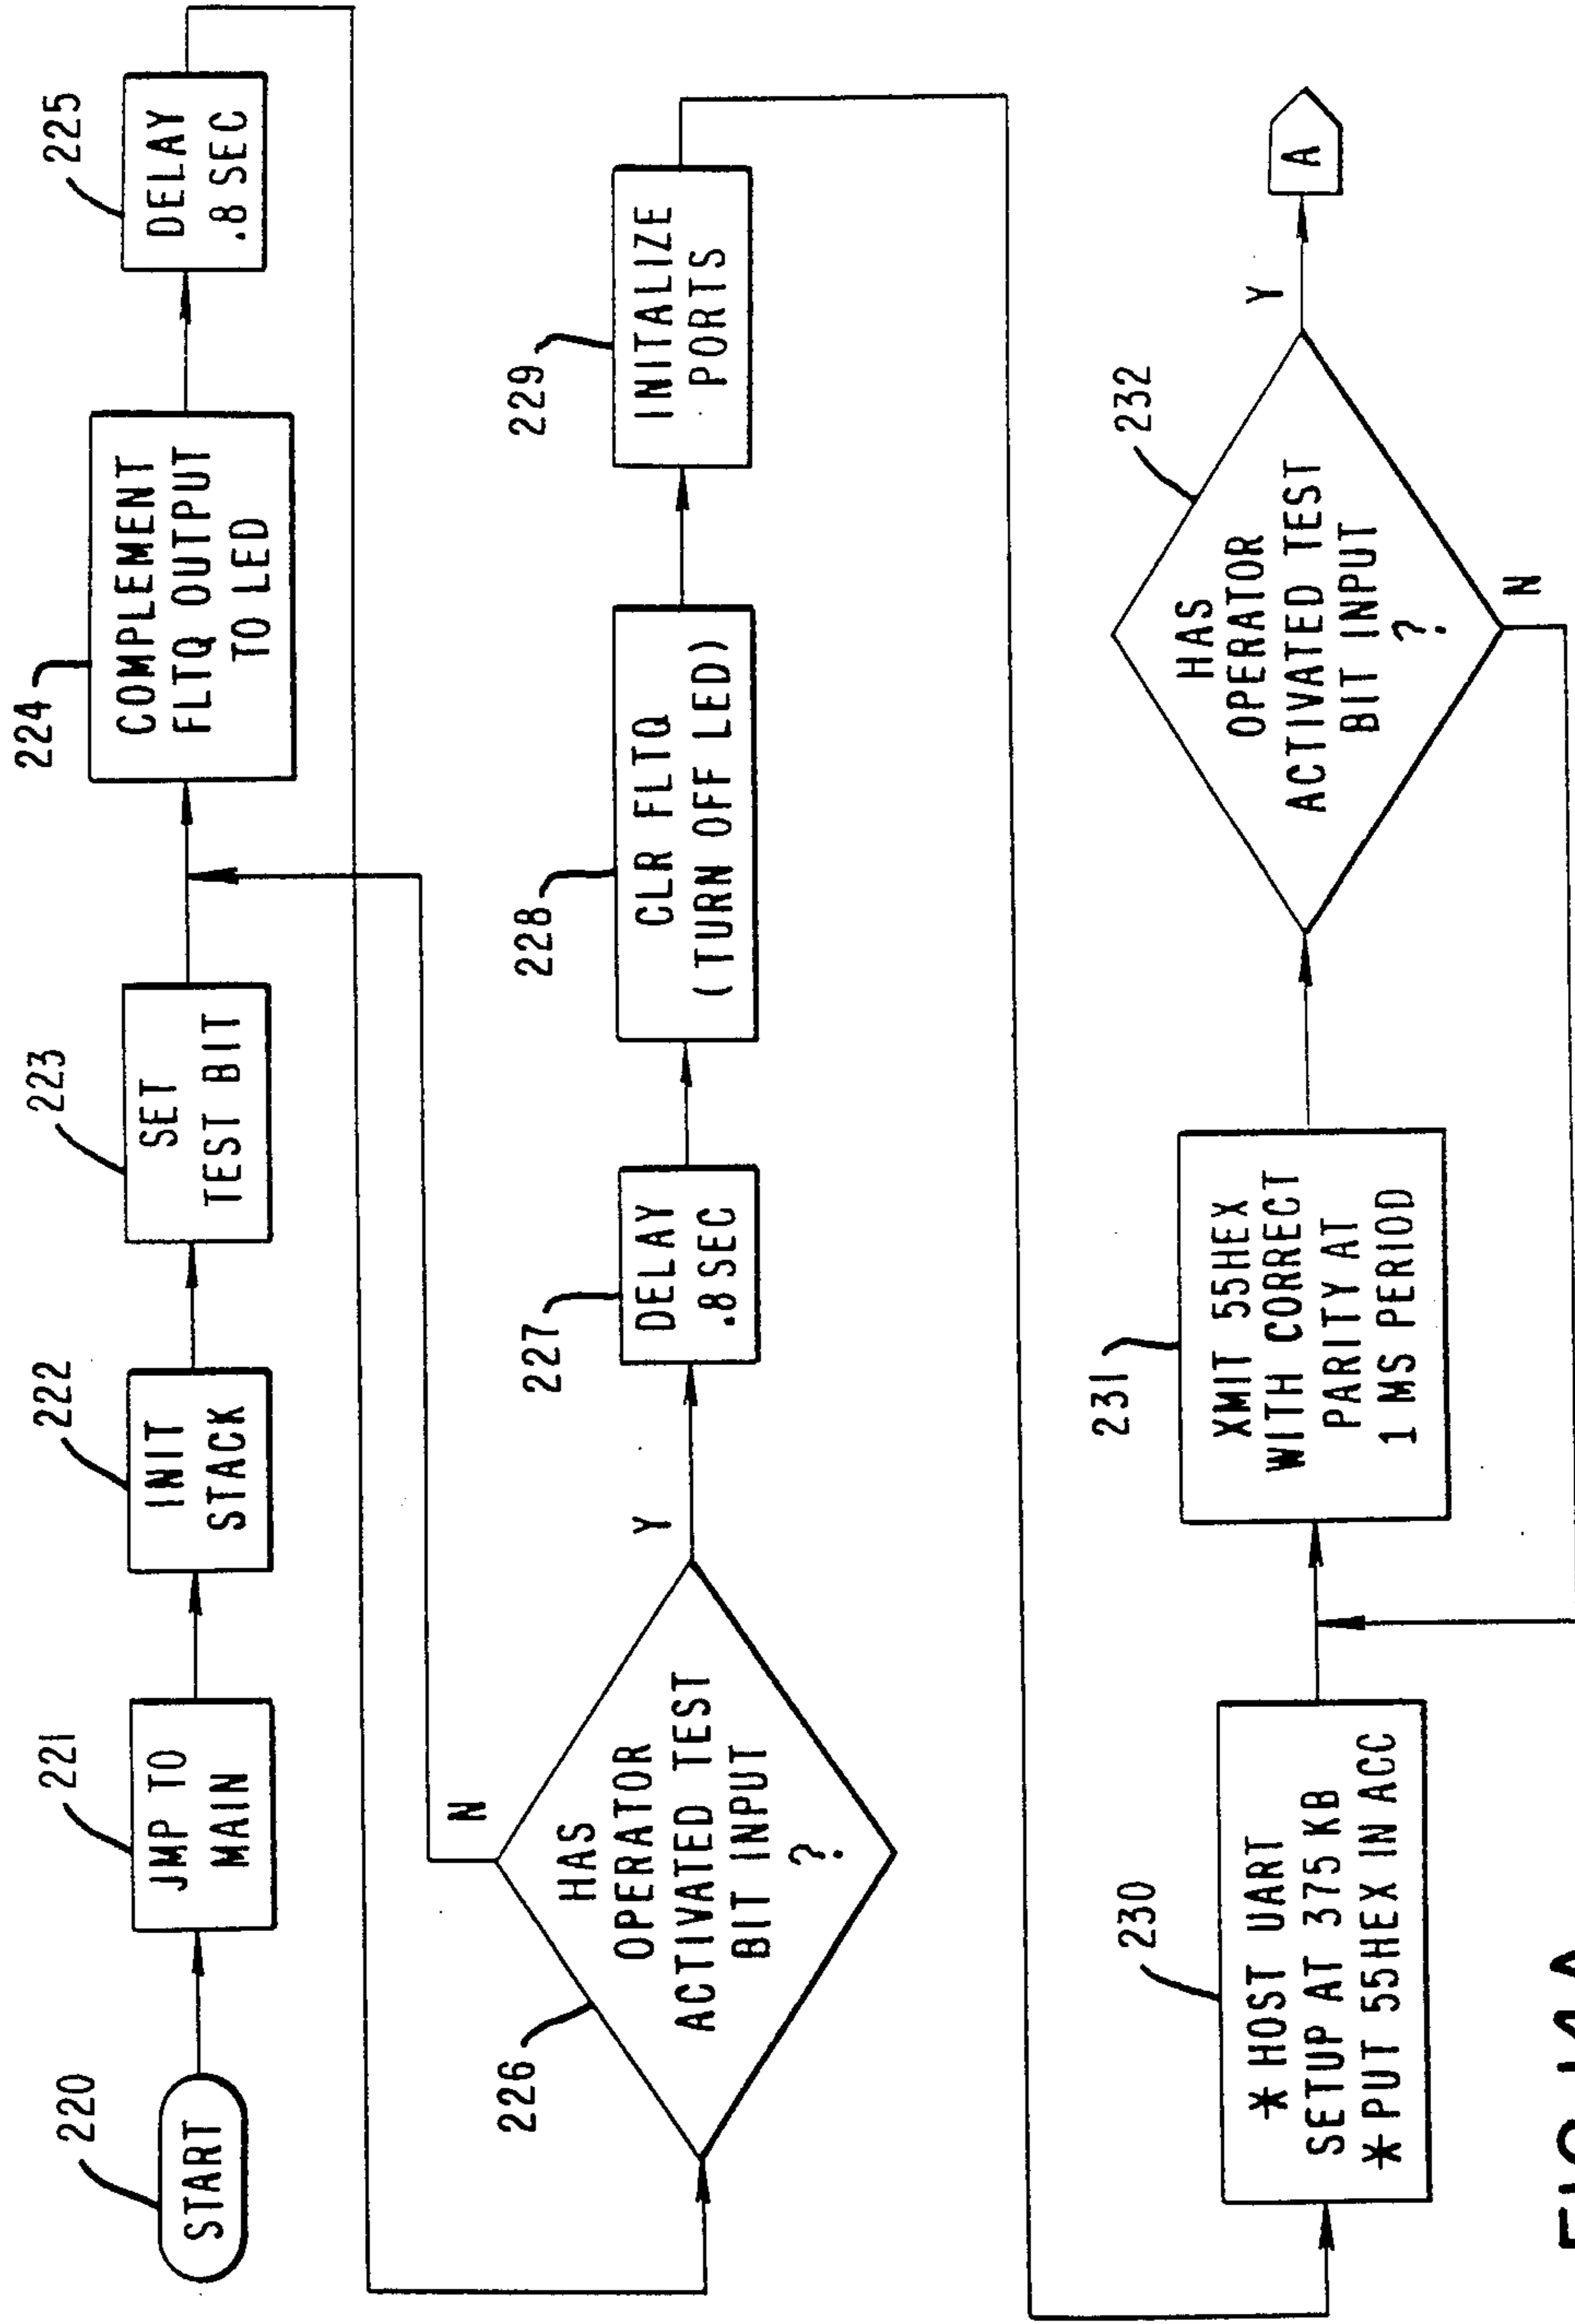 220
START
221
JMP TO
MAIN
222
INIT
STACK
223
SET
TEST BIT
224
COMPLEMENT
FLTQ OUTPUT
TO LED
225
DELAY
.8 SEC
226
HAS
OPERATOR
ACTIVATED TEST
BIT INPUT
?
N
Y
227
DELAY
.8 SEC
228
CLR FLTQ
(TURN OFF LED)
229
INITALIZE
PORTS
230
* HOST UART
SETUP AT 375 KB
* PUT 55HEX IN ACC
231
XMIT 55HEX
WITH CORRECT
PARITY AT
1 MS PERIOD
232
HAS
OPERATOR
ACTIVATED TEST
BIT INPUT
?
N
Y
A